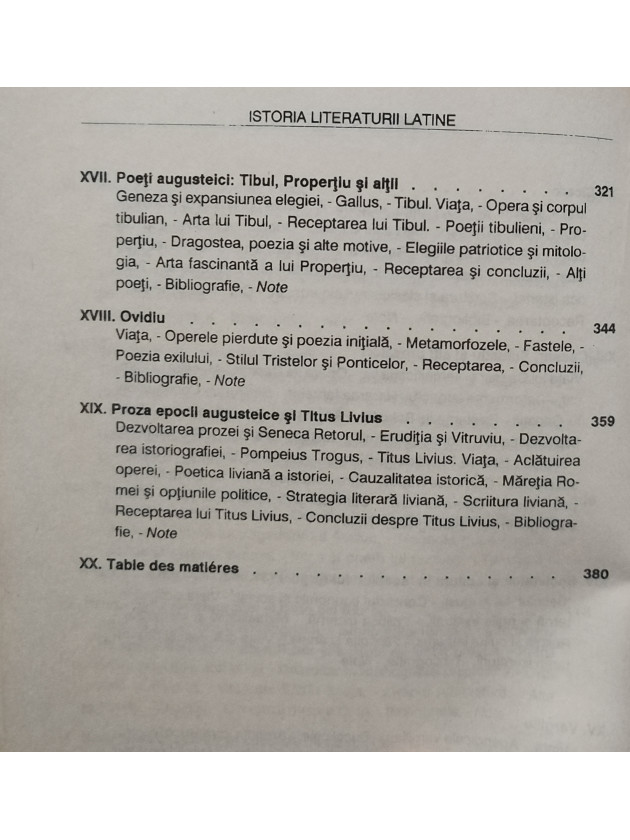 ISTORIA LITERATURII LATINE
XVII. Poeţi augusteici: Tibul, Properţiu şi alţii . . . . . . . . 321
Geneza şi expansiunea elegiei, - Gallus, - Tibul. Viaţa, - Opera şi corpul
tibulian, - Arta lui Tibul, - Receptarea lui Tibul. - Poeţii tibulieni, - Pro-
perţiu, - Dragostea, poezia şi alte motive, - Elegiile patriotice şi mitolo-
gia, - Arta fascinantă a lui Properţiu, - Receptarea şi concluzii, - Alţi
poeţi, - Bibliografie, - Note
XVIII. Ovidiu . . . . . . . . . . . . . . . 344
Viaţa, - Operele pierdute şi poezia iniţială, - Metamorfozele, - Fastele, -
Poezia exilului, - Stilul Tristelor şi Ponticelor, - Receptarea, - Concluzii,
- Bibliografie, - Note
XIX. Proza epocii augusteice şi Titus Livius . . . . . . . . 359
Dezvoltarea prozei şi Seneca Retorul, - Erudiţia şi Vitruviu, - Dezvolta-
rea istoriografiei, - Pompeius Trogus, - Titus Livius. Viaţa, - Aclătuirea
operei, - Poetica liviană a istoriei, - Cauzalitatea istorică, - Măreţia Ro-
mei şi opţiunile politice, - Strategia literară liviană, - Scriitura liviană, -
Receptarea lui Titus Livius, - Concluzii despre Titus Livius, - Bibliogra-
fie, - Note
XX. Table des matiéres . . . . . . . . . . . . . 380